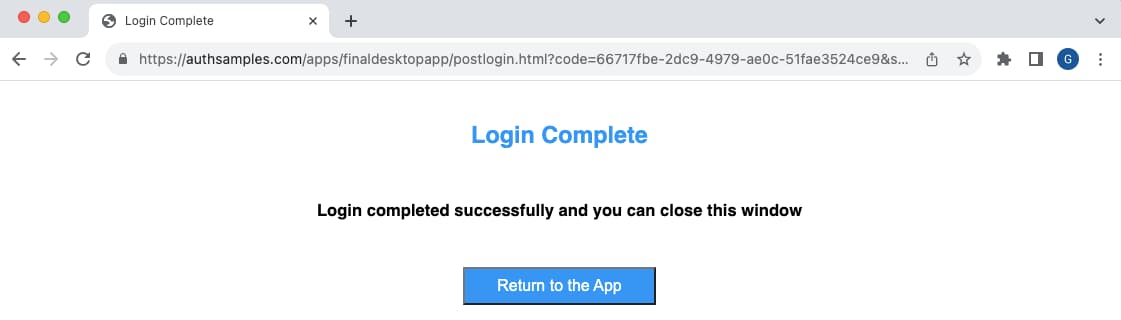 Login Complete
https://authsamples.com/apps/finaldesktopapp/postlogin.html?code=66717fbe-2dc9-4979-ae0c-51fae3524ce9&s...
G
Login Complete
Login completed successfully and you can close this window
Return to the App